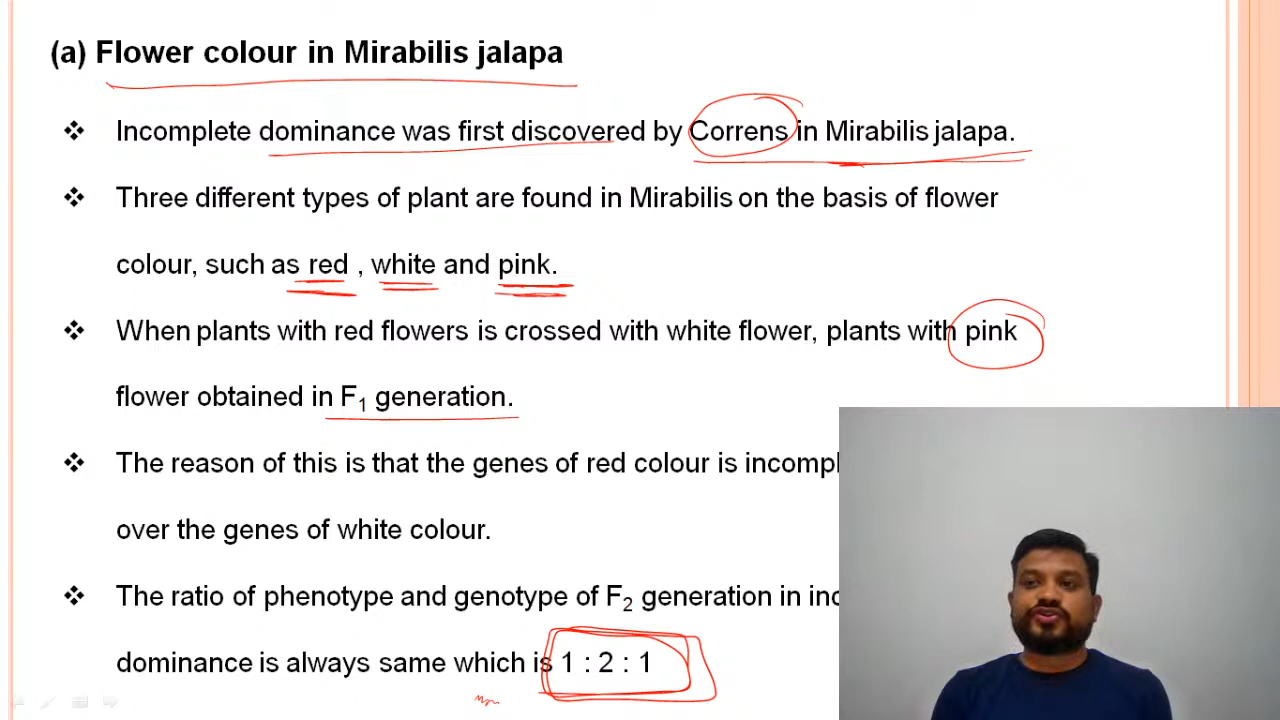 (a) Flower colour in Mirabilis jalapa
❖ Incomplete dominance was first discovered by Correns in Mirabilis jalapa.
❖ Three different types of plant are found in Mirabilis on the basis of flower
colour, such as red , white and pink.
❖ When plants with red flowers is crossed with white flower, plants with pink
flower obtained in F₁ generation.
❖ The reason of this is that the genes of red colour is
over the genes of white colour.
❖ The ratio of phenotype and genotype of F₂ generation in
dominance is always same which is 1 : 2 : 1